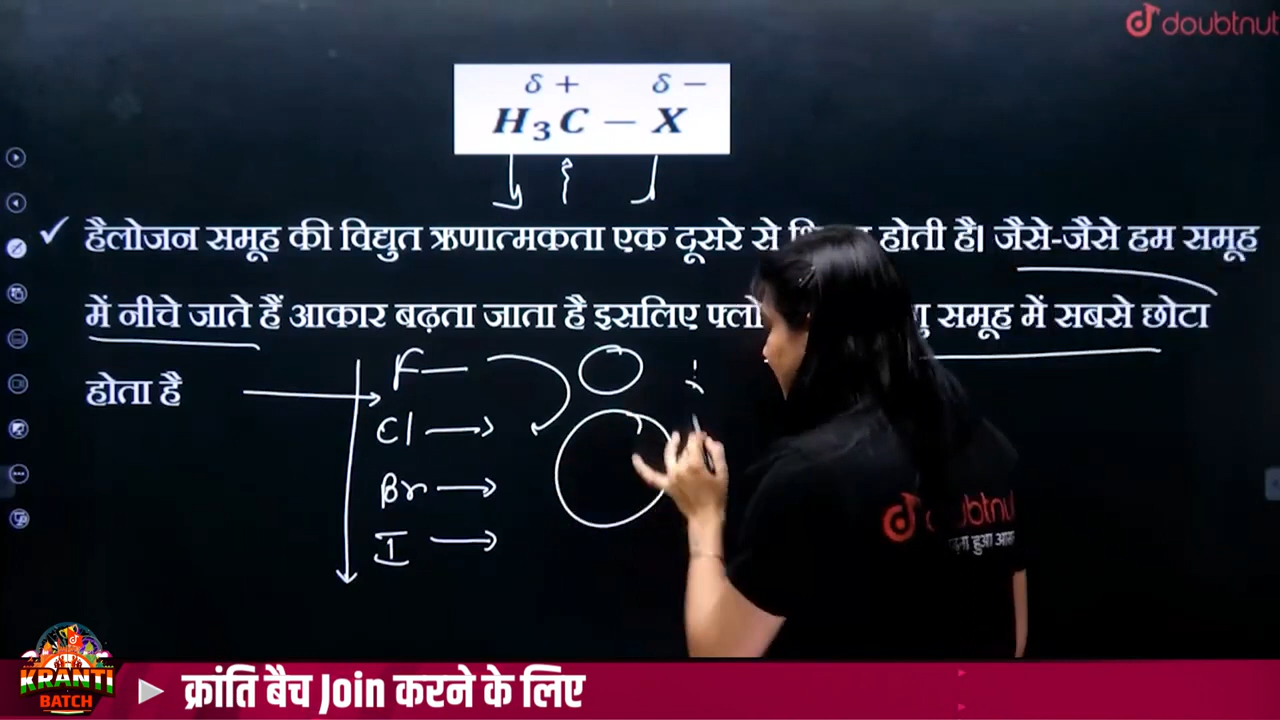 doubtnut
δ + δ −
H₃C − X
✓ हैलोजन समूह की विद्युत ऋणात्मकता एक दूसरे से होती है। जैसे-जैसे हम समूह
में नीचे जाते हैं आकार बढ़ता जाता है इसलिए समूह में सबसे छोटा
होता है
F
Cl
Br
I
KRANTI
BATCH
क्रांति बैच Join करने के लिए